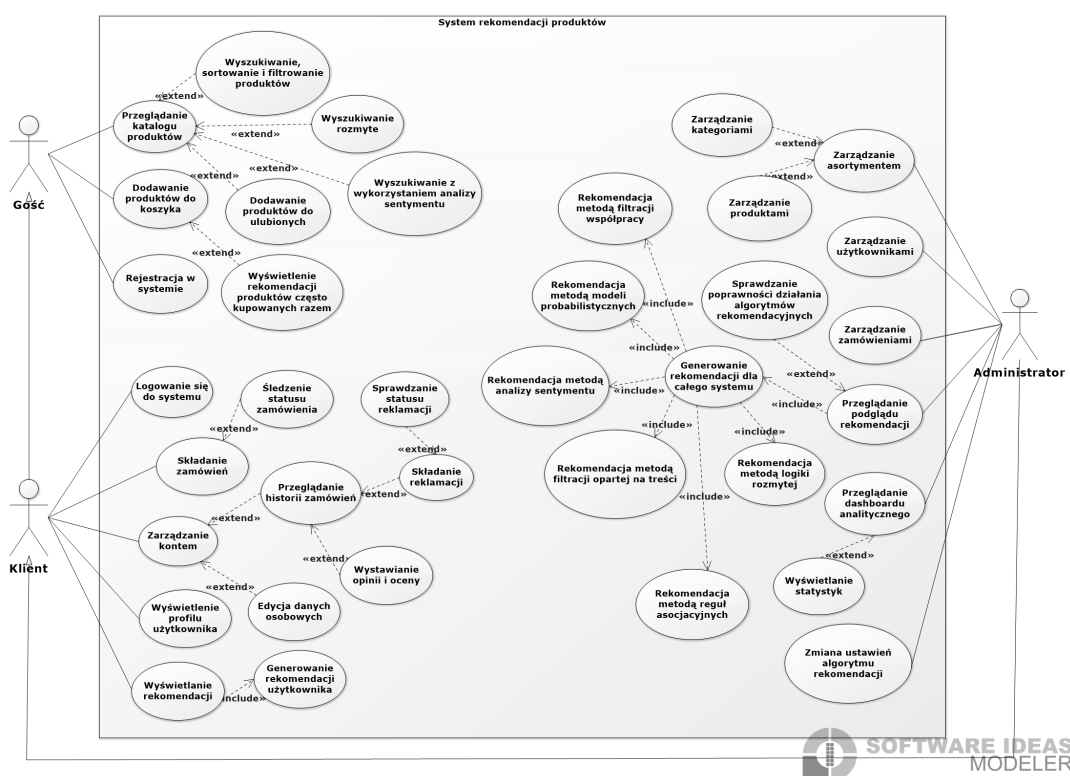 System rekomendacji produktów
Wyszukiwanie,
sortowanie i filtrowanie
produktów
«extend»
Przeglądanie
katalogu
produktów
Wyszukiwanie
rozmyte
«extend»
«extend»
Wyszukiwanie z
wykorzystaniem analizy
sentymentu
«extend»
Dodawanie
produktów do
ulubionych
Gość
Dodawanie
produktów do
koszyka
«extend»
Rejestracja w
systemie
Wyświetlenie
rekomendacji
produktów często
kupowanych razem
Zarządzanie
kategoriami
«extend»
Zarządzanie
asortymentem
«extend»
Zarządzanie
produktami
Rekomendacja
metodą filtracji
współpracy
Zarządzanie
użytkownikami
Rekomendacja
metodą modeli
probabilistycznych
«include»
Sprawdzanie
poprawności działania
algorytmów
rekomendacyjnych
Zarządzanie
zamówieniami
«include»
Rekomendacja metodą
analizy sentymentu
«include»
Generowanie
rekomendacji dla
całego systemu
«extend»
Administrator
«include»
Przeglądanie
podglądu
rekomendacji
«include»
«include»
Rekomendacja metodą
filtracji opartej na treści
Rekomendacja
metodą logiki
rozmytej
«include»
Przeglądanie
dashboardu
analitycznego
«extend»
Wyświetlanie
statystyk
Rekomendacja
metodą reguł
asocjacyjnych
Zmiana ustawień
algorytmu
rekomendacji
Logowanie się
do systemu
Śledzenie
statusu
zamówienia
Sprawdzanie
statusu
reklamacji
«extend»
«extend»
Składanie
zamówień
Przeglądanie
historii zamówień
«extend»
Składanie
reklamacji
«extend»
Zarządzanie
kontem
«extend»
Wystawianie
opinii i oceny
Klient
«extend»
Wyświetlenie
profilu
użytkownika
Edycja danych
osobowych
Wyświetlanie
rekomendacji
«include»
Generowanie
rekomendacji
użytkownika
SOFTWARE IDEAS
MODELER